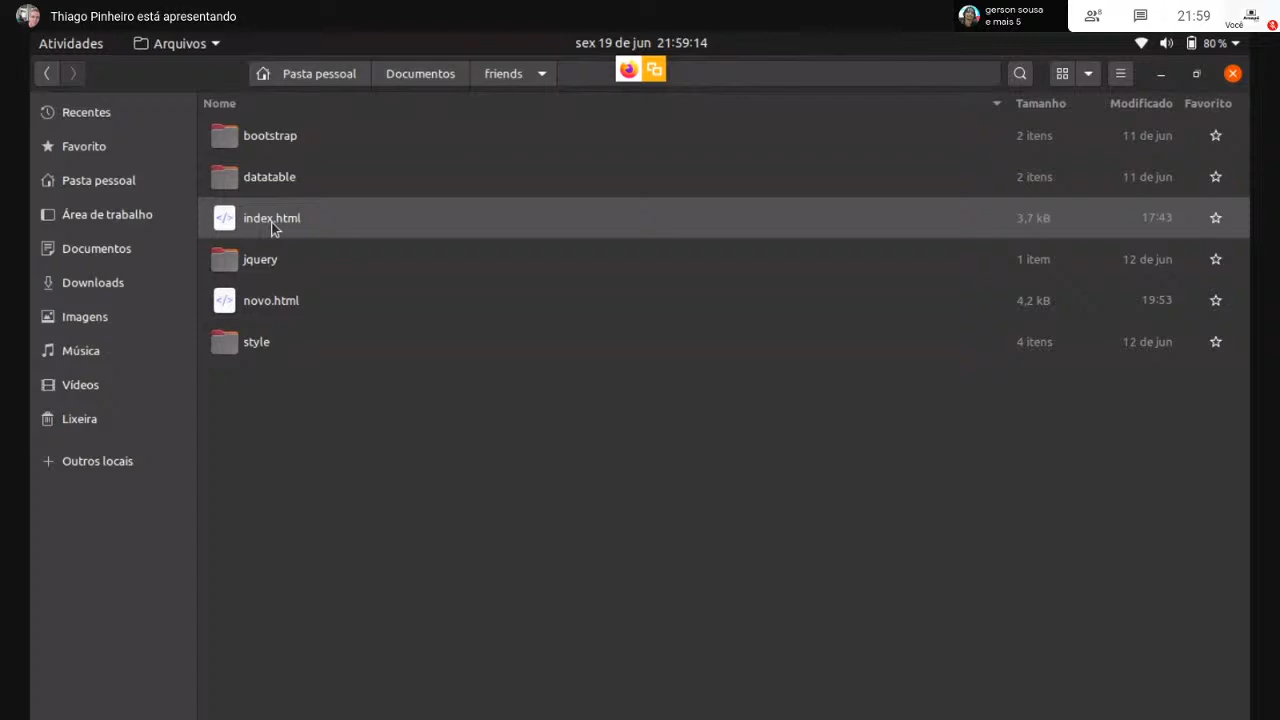 Thiago Pinheiro está apresentando
gerson sousa
e mais 5
8
21:59
Você
Atividades
Arquivos
sex 19 de jun 21:59:14
80 %
Pasta pessoal
Documentos
friends
Recentes
Favorito
Pasta pessoal
Área de trabalho
Documentos
Downloads
Imagens
Música
Vídeos
Lixeira
Outros locais
Nome Tamanho Modificado Favorito
bootstrap 2 itens 11 de jun
datatable 2 itens 11 de jun
index.html 3,7 kB 17:43
jquery 1 item 12 de jun
novo.html 4,2 kB 19:53
style 4 itens 12 de jun